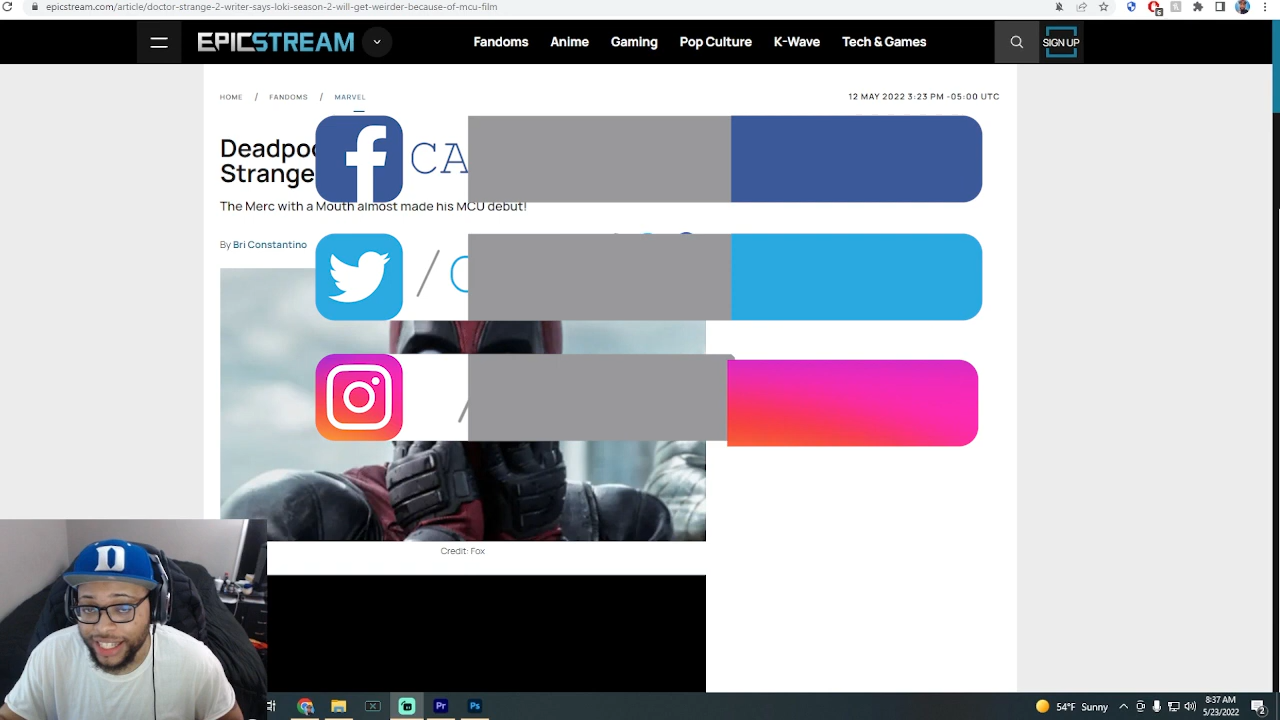 epicstream.com/article/doctor-strange-2-writer-says-loki-season-2-will-get-weirder-because-of-mcu-film
EPICSTREAM
Fandoms Anime Gaming Pop Culture K-Wave Tech & Games
SIGN UP
HOME / FANDOMS / MARVEL
12 MAY 2022 3:23 PM -05:00 UTC
Strange
The Merc with a Mouth almost made his MCU debut!
By Bri Constantino
Credit: Fox
D
Pr
Ps
54°F Sunny
8:37 AM
5/23/2022
2